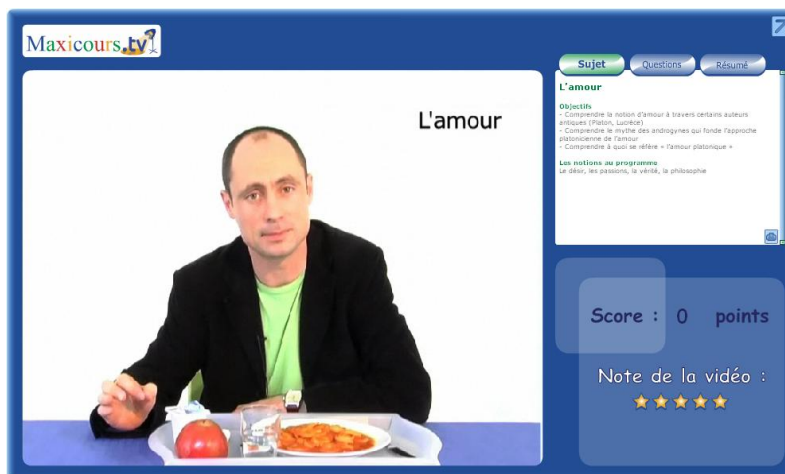 Maxicours.tv
L'amour
Sujet
Questions
Résumé
L'amour
Objectifs
- Comprendre la notion d'amour à travers certains auteurs
antiques (Platon, Lucrèce)
- Comprendre le mythe des androgynes qui fonde l'approche
platonicienne de l'amour
- Comprendre à quoi se réfère « l'amour platonique »
Les notions au programme
Le désir, les passions, la vérité, la philosophie
Score : 0 points
Note de la vidéo :